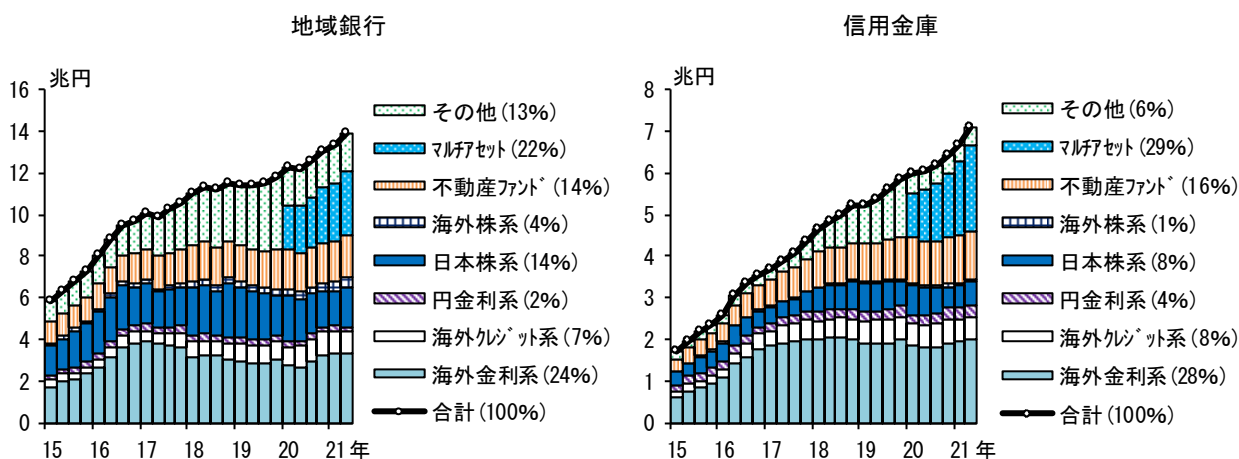 地域銀行
兆円
16
14
12
10
8
6
4
2
0
15 16 17 18 19 20 21 年
その他 (13%)
ﾏﾙﾁｱｾｯﾄ (22%)
不動産ﾌｧﾝﾄﾞ (14%)
海外株系 (4%)
日本株系 (14%)
円金利系 (2%)
海外ｸﾚｼﾞｯﾄ系 (7%)
海外金利系 (24%)
合計 (100%)
信用金庫
兆円
8
7
6
5
4
3
2
1
0
15 16 17 18 19 20 21 年
その他 (6%)
ﾏﾙﾁｱｾｯﾄ (29%)
不動産ﾌｧﾝﾄﾞ (16%)
海外株系 (1%)
日本株系 (8%)
円金利系 (4%)
海外ｸﾚｼﾞｯﾄ系 (8%)
海外金利系 (28%)
合計 (100%)